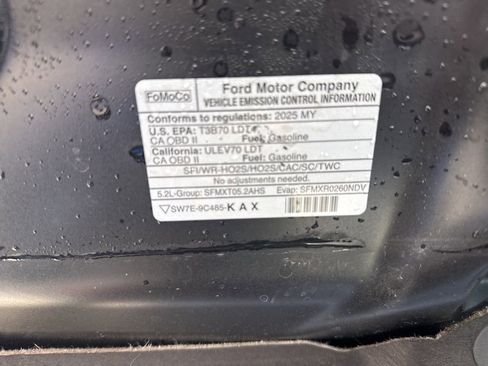 FoMoCo
Ford Motor Company
VEHICLE EMISSION CONTROL INFORMATION
Conforms to regulations: 2025 MY
U.S. EPA: T3B70 LDT
CA OBD II Fuel: Gasoline
California: ULEV70 LDT
CA OBD II Fuel: Gasoline
SFI/WR-HO2S/HO2S/CAC/SC/TWC
No adjustments needed.
5.2L-Group: SFMXT05.2AHS Evap: SFMXR0260NDV
SW7E-9C485-KAX